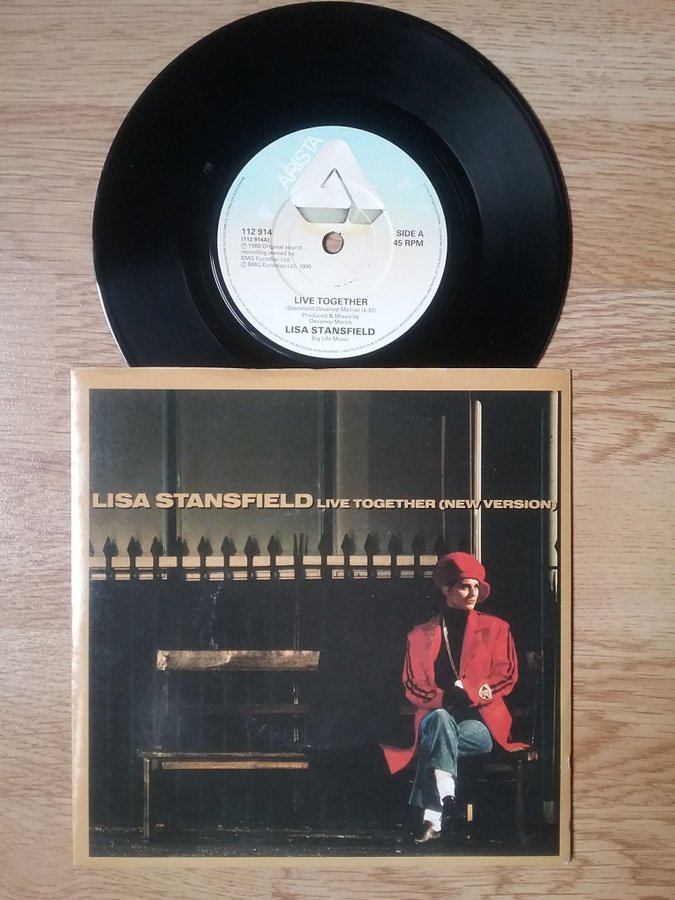 ARISTA
112 914
(112 914A)
℗ 1989 Original sound
recording owned by
BMG Eurodisc Ltd.
© BMG Eurodisc Ltd. 1990
SIDE A
45 RPM
LIVE TOGETHER
(Stansfield·Devaney·Morris) (4.37)
Produced & Mixed by
Devaney/Morris
LISA STANSFIELD
Big Life Music
LISA STANSFIELD LIVE TOGETHER (NEW VERSION)